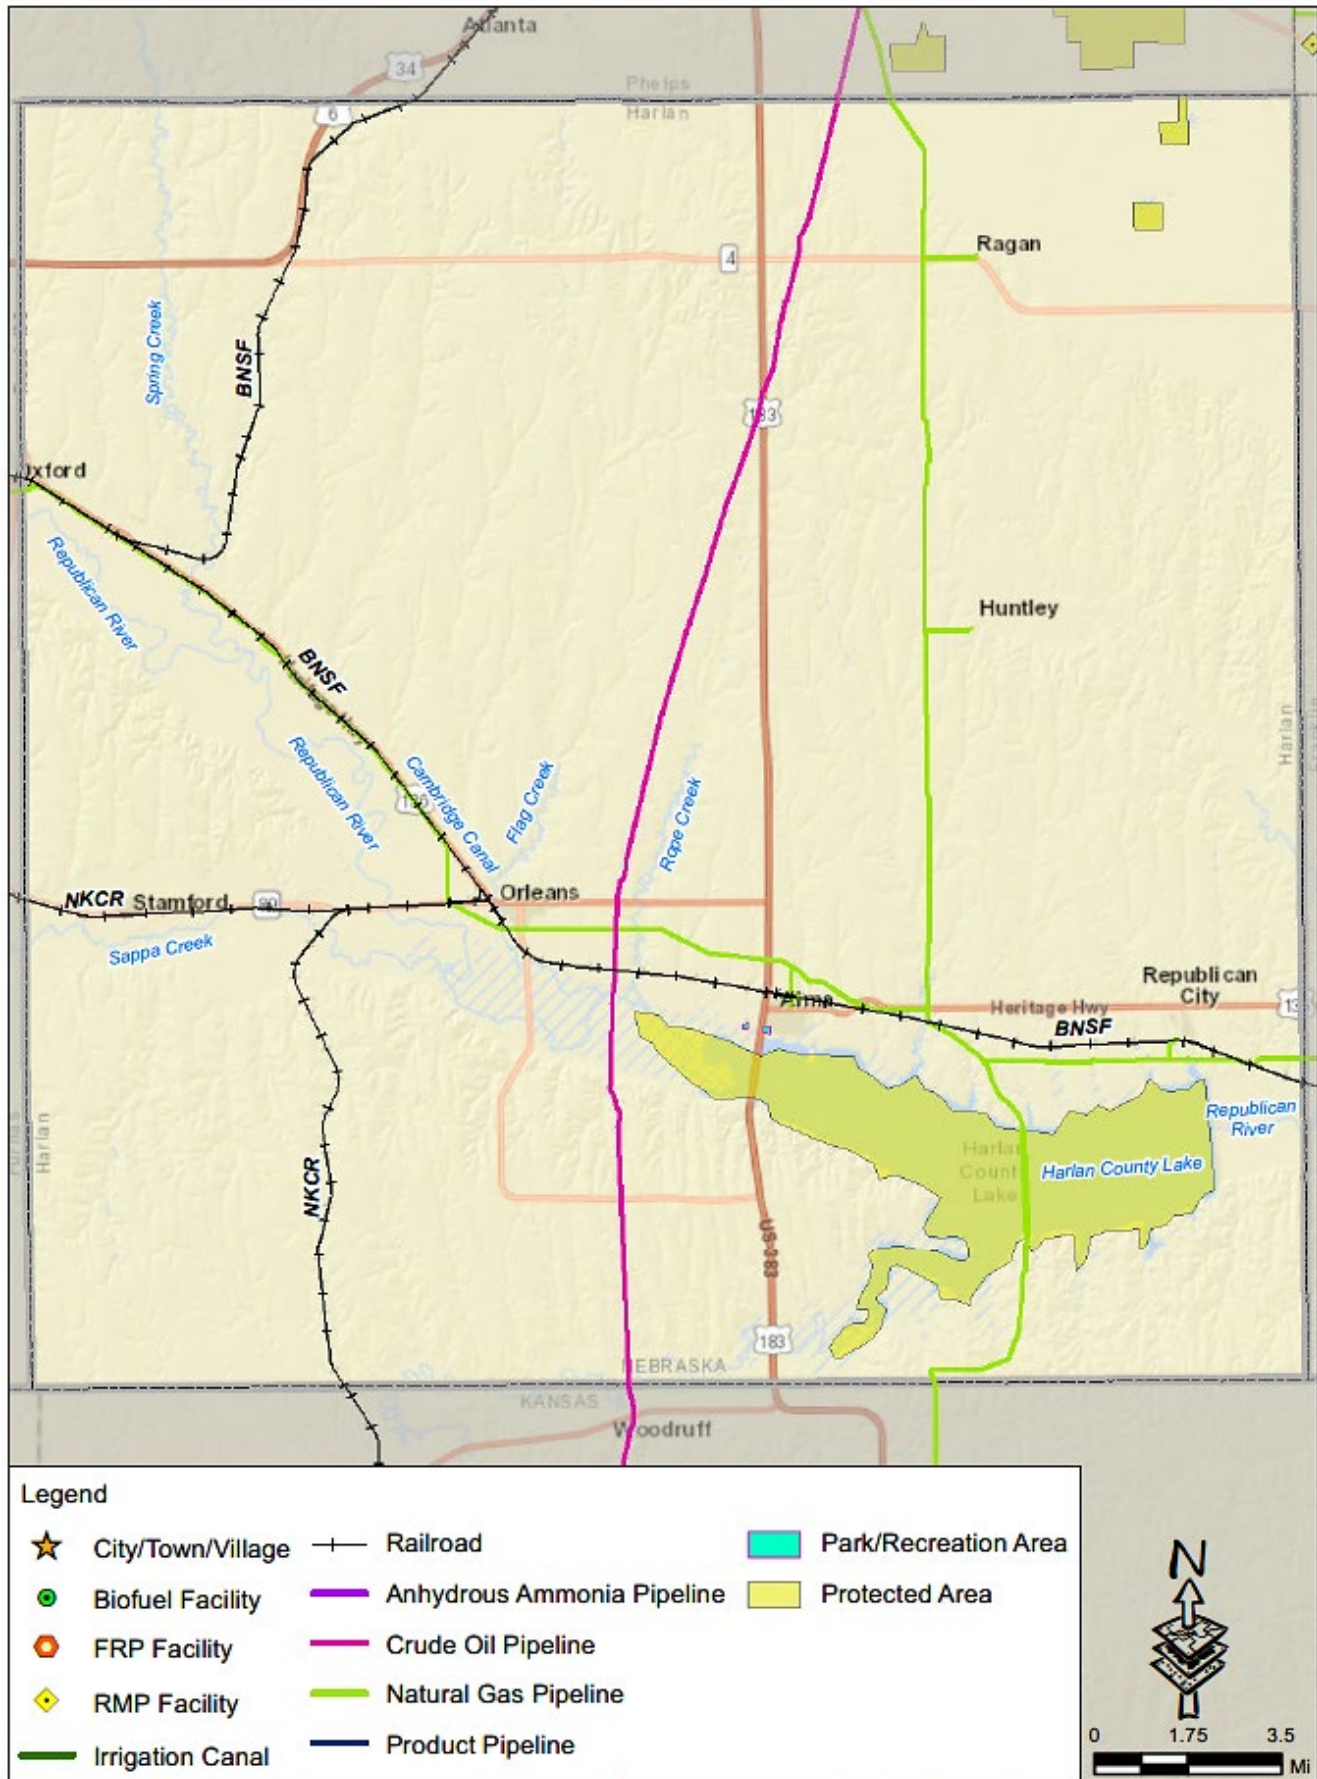 Atlanta
34
Phelps
6
Harlan
Ragan
4
Spring Creek
BNSF
183
Oxford
Republican River
Huntley
BNSF
Harlan
Republican River
Cambridge Canal
Flag Creek
Rope Creek
136
NKCR
Stamford
89
Orleans
Sappa Creek
Republican
City
Alma
Heritage Hwy
BNSF
Republican
River
Harlan
Harlan
County
Lake
Harlan County Lake
NKCR
US-183
183
NEBRASKA
KANSAS
Woodruff
Legend
City/Town/Village
Biofuel Facility
FRP Facility
RMP Facility
Irrigation Canal
Railroad
Anhydrous Ammonia Pipeline
Crude Oil Pipeline
Natural Gas Pipeline
Product Pipeline
Park/Recreation Area
Protected Area
N
0 1.75 3.5
Mi